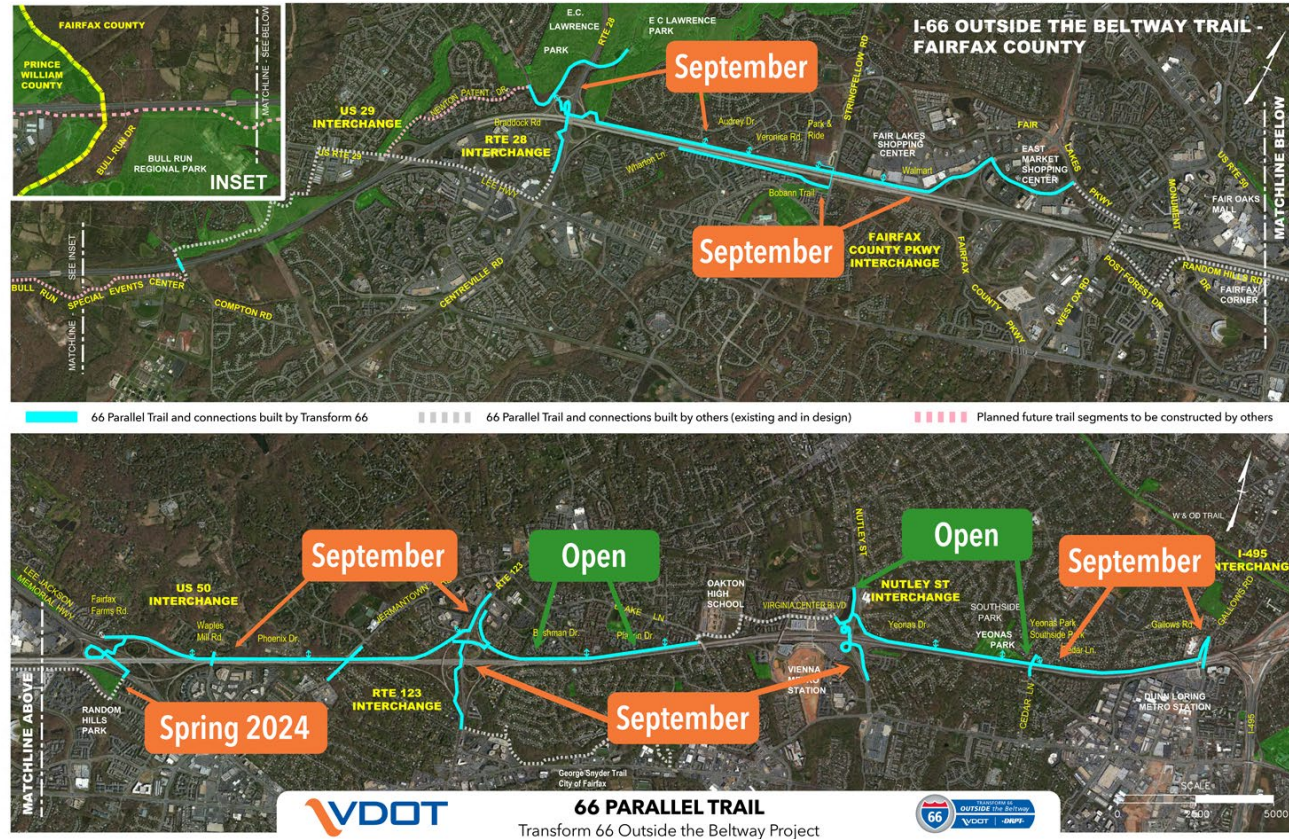 I-66 OUTSIDE THE BELTWAY TRAIL -
FAIRFAX COUNTY
FAIRFAX COUNTY
PRINCE
WILLIAM
COUNTY
BULL RUN DR
BULL RUN
REGIONAL PARK
INSET
MATCHLINE - SEE BELOW
E.C.
LAWRENCE
PARK
RTE 28
E C LAWRENCE
PARK
September
STRINGFELLOW RD
MATCHLINE BELOW
NEWTON PATENT DR
US 29
INTERCHANGE
Braddock Rd
RTE 28
INTERCHANGE
US RTE 29
LEE HWY
Audrey Dr.
Veronica Rd.
Park &
Ride
FAIR LAKES
SHOPPING
CENTER
Walmart
Wharton Ln.
Bobann Trail
FAIR
LAKES
PKWY
EAST
MARKET
SHOPPING
CENTER
MONUMENT
DR
US RTE 50
FAIR OAKS
MALL
September
FAIRFAX
COUNTY PKWY
INTERCHANGE
FAIRFAX
COUNTY
PKWY
WEST OX RD
POST FOREST DR
RANDOM HILLS RD
FAIRFAX
CORNER
MATCHLINE - SEE INSET
BULL RUN
SPECIAL EVENTS CENTER
COMPTON RD
CENTREVILLE RD
66 Parallel Trail and connections built by Transform 66
66 Parallel Trail and connections built by others (existing and in design)
Planned future trail segments to be constructed by others
LEE JACKSON
MEMORIAL HWY
Fairfax
Farms Rd.
US 50
INTERCHANGE
Waples
Mill Rd.
Phoenix Dr.
September
JERMANTOWN
RTE 123
Open
BLAKE LN
OAKTON
HIGH
SCHOOL
VIRGINIA CENTER BLVD
NUTLEY ST
Open
NUTLEY ST
INTERCHANGE
SOUTHSIDE
PARK
YEONAS
PARK
Yeonas Dr.
Yeonas Park
Southside Park
Cedar Ln.
September
W & OD TRAIL
I-495
INTERCHANGE
GALLOWS RD
Gallows Rd
MATCHLINE ABOVE
RANDOM
HILLS
PARK
Spring 2024
RTE 123
INTERCHANGE
September
VIENNA
METRO
STATION
CEDAR LN
DUNN LORING
METRO STATION
I-495
George Snyder Trail
City of Fairfax
SCALE
0
2500
5000
VDOT
66 PARALLEL TRAIL
Transform 66 Outside the Beltway Project
66
TRANSFORM 66
OUTSIDE the Beltway
VDOT
DRPT